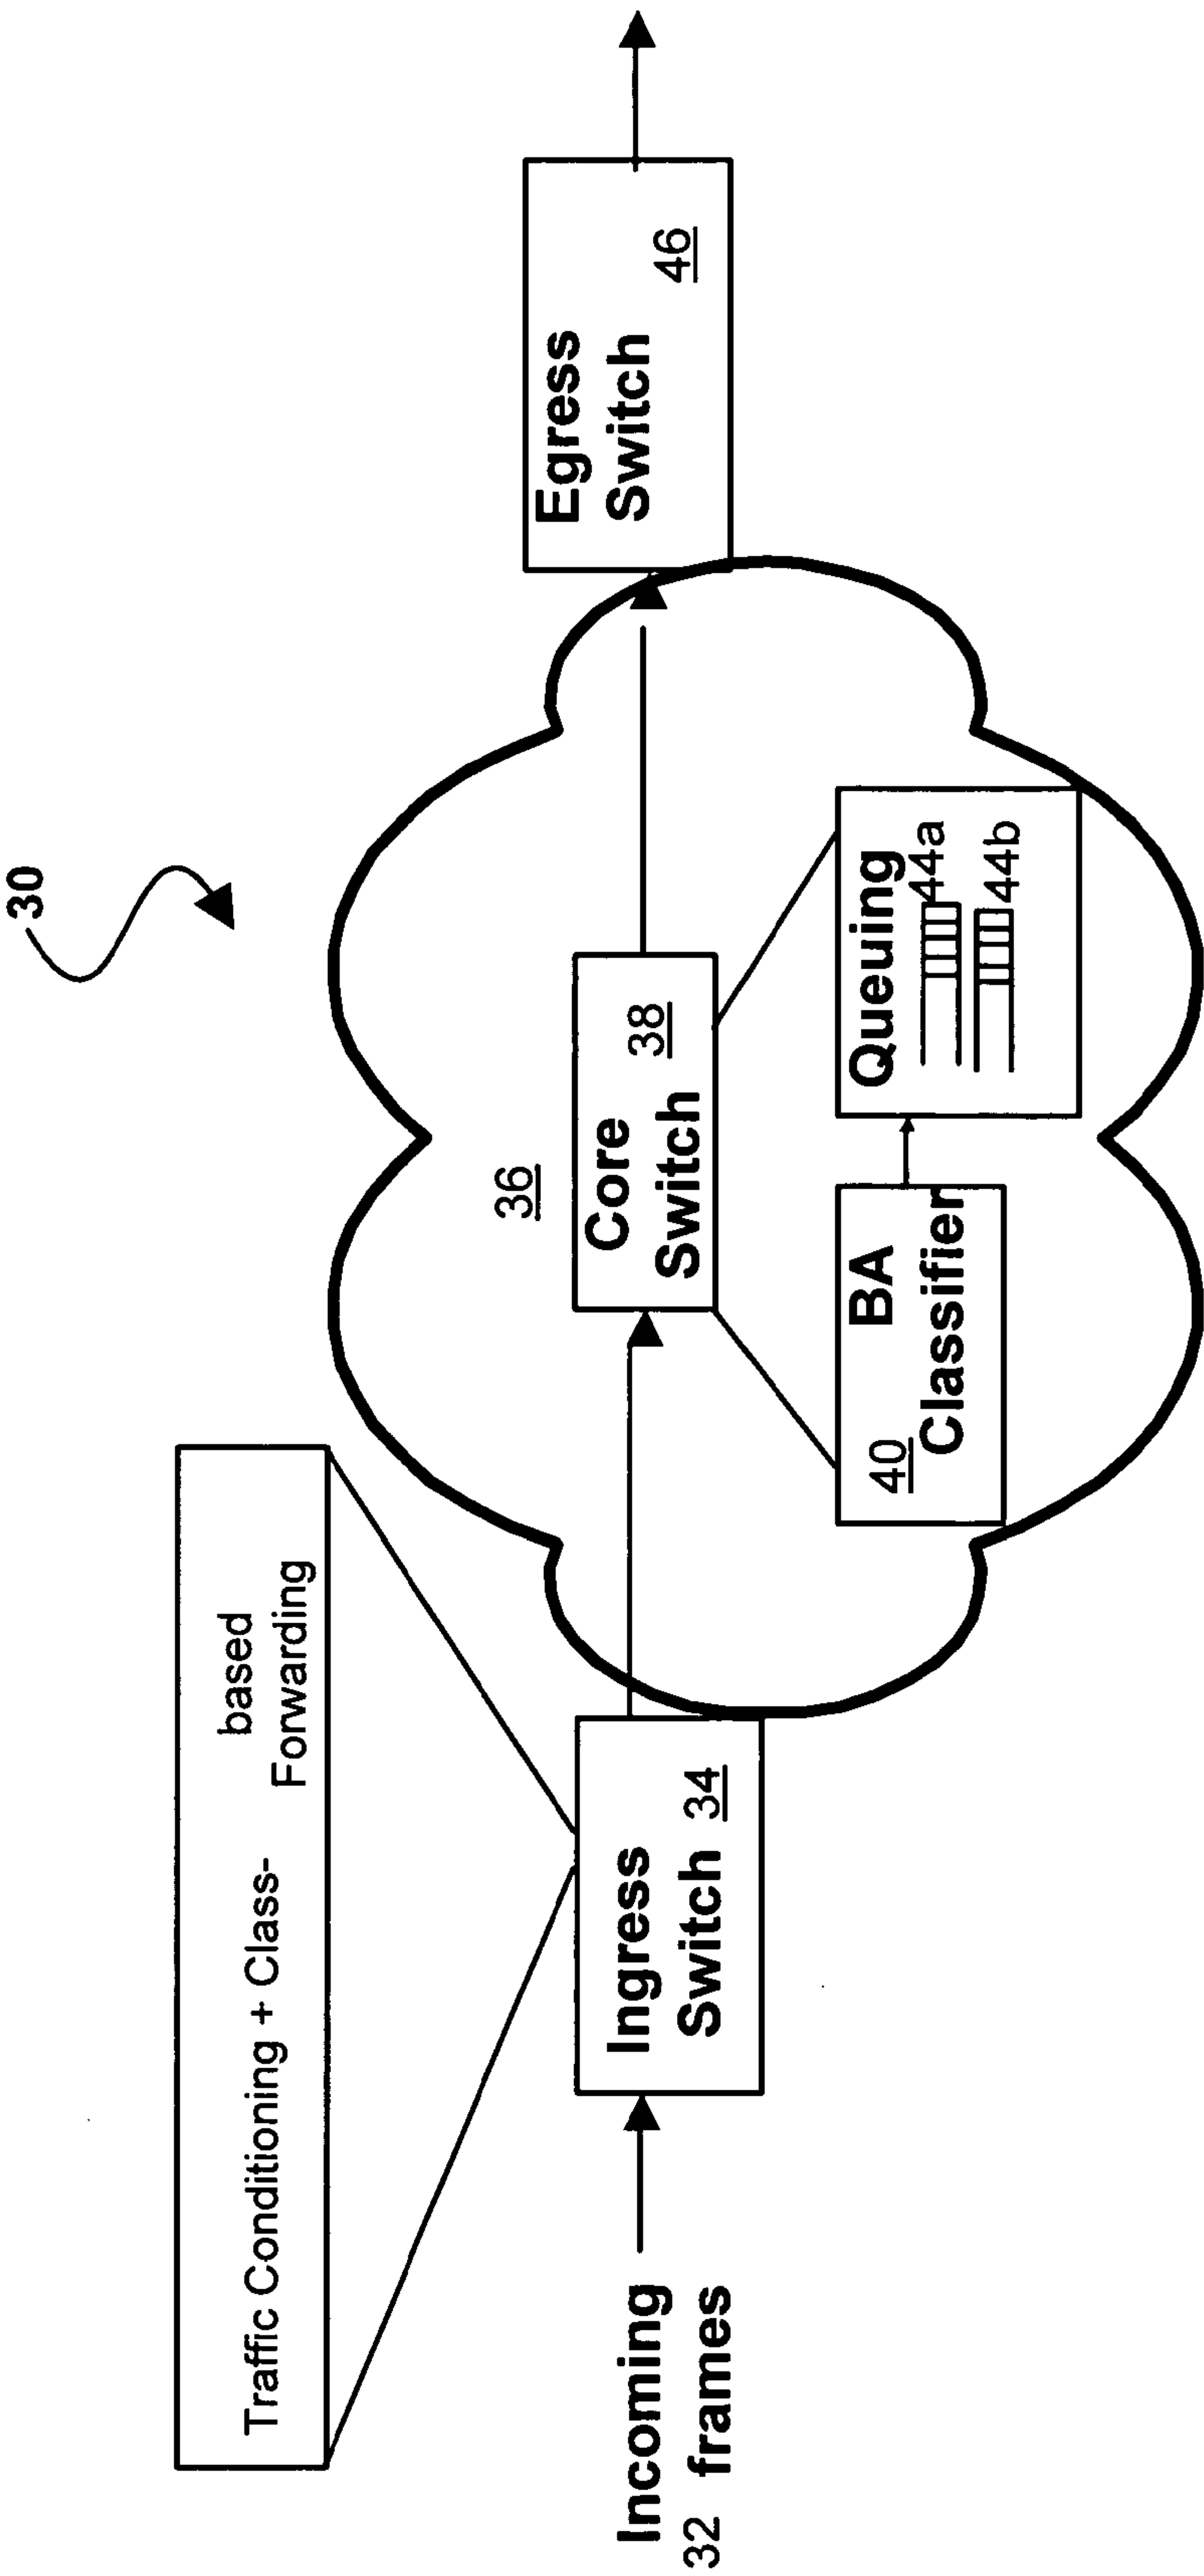 30
Traffic Conditioning + Class-
based
Forwarding
Incoming
32 frames
Ingress
Switch 34
36
Core
Switch 38
40 BA
Classifier
Queuing
44a
44b
Egress
Switch 46